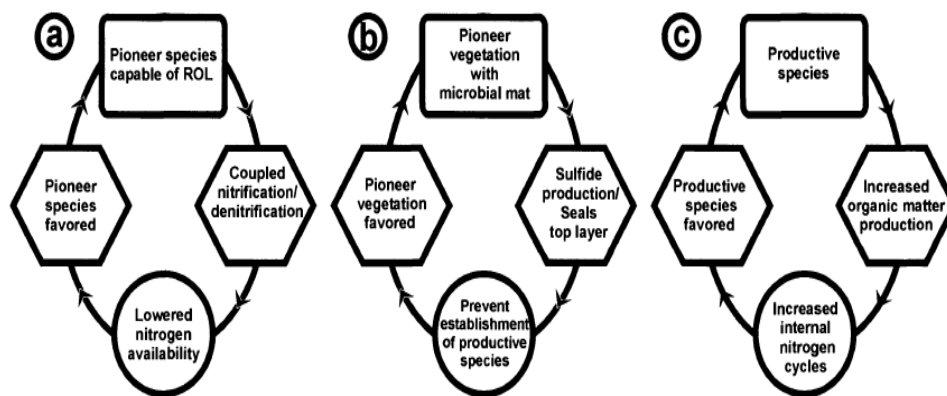 a
Pioneer species
capable of ROL
Coupled
nitrification/
denitrification
Lowered
nitrogen
availability
Pioneer
species
favored
b
Pioneer
vegetation
with
microbial mat
Sulfide
production/
Seals
top layer
Prevent
establishment
of productive
species
Pioneer
vegetation
favored
c
Productive
species
Increased
organic matter
production
Increased
internal
nitrogen
cycles
Productive
species
favored